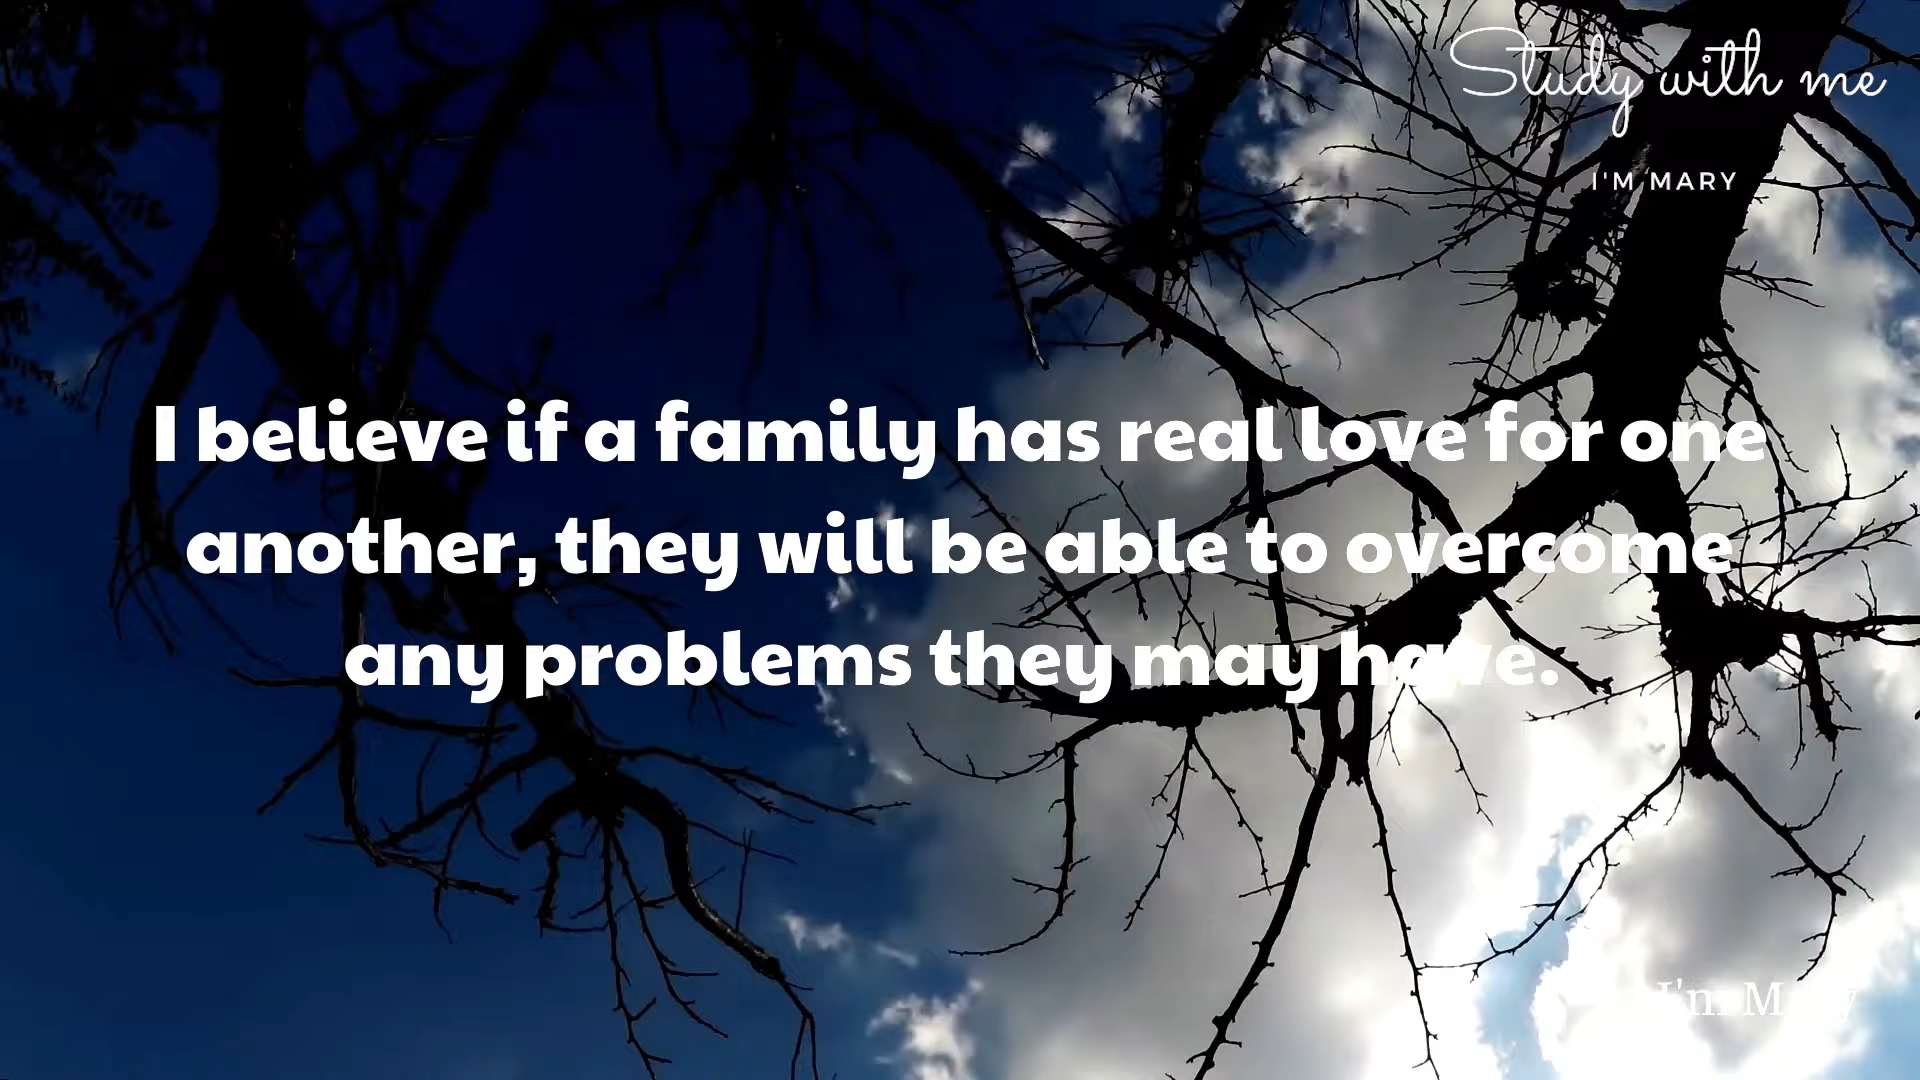 Study with me
I'M MARY
I believe if a family has real love for one
another, they will be able to overcome
any problems they may have.
I'm Mary